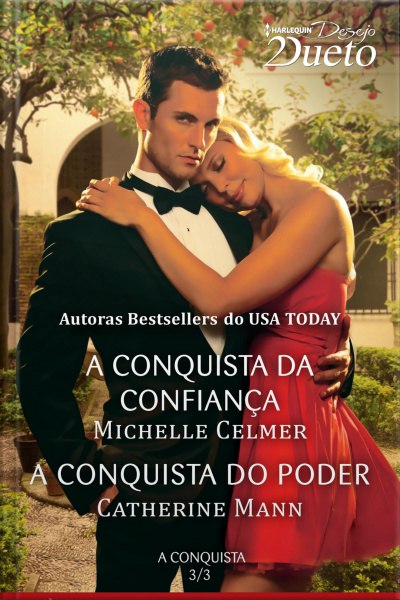 HARLEQUIN Desejo
Dueto
Autoras Bestsellers do USA TODAY
A CONQUISTA DA
CONFIANÇA
MICHELLE CELMER
A CONQUISTA DO PODER
CATHERINE MANN
A CONQUISTA
3/3